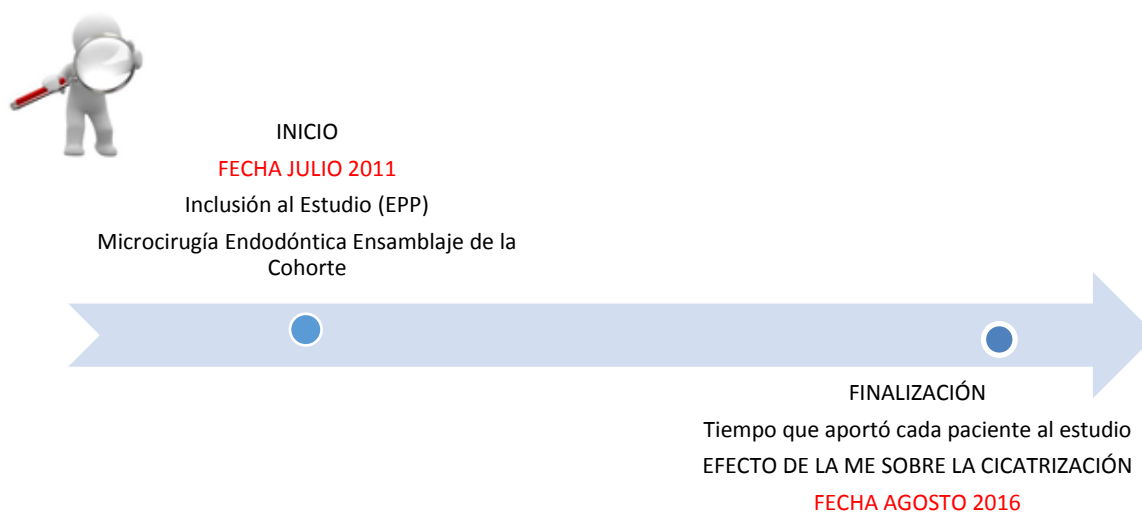 INICIO
FECHA JULIO 2011
Inclusión al Estudio (EPP)
Microcirugía Endodóntica Ensamblaje de la
Cohorte
FINALIZACIÓN
Tiempo que aportó cada paciente al estudio
EFECTO DE LA ME SOBRE LA CICATRIZACIÓN
FECHA AGOSTO 2016